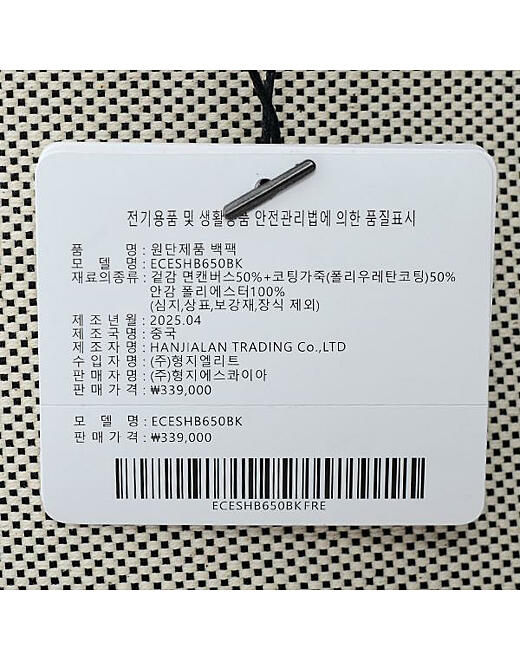 전기용품 및 생활용품 안전관리법에 의한 품질표시
품 명 : 원단제품 백팩
모 델 명 : ECESHB650BK
재료의종류 : 겉감 면캔버스50%+코팅가죽(폴리우레탄코팅)50%
안감 폴리에스터100%
(심지,상표,보강재,장식 제외)
제조년월 : 2025.04
제조국명 : 중국
제조자명 : HANJIALAN TRADING Co.,LTD
수입자명 : (주)형지엘리트
판매자명 : (주)형지에스콰이아
판매가격 : ₩339,000
모 델 명 : ECESHB650BK
판매가격 : ₩339,000
ECESHB650BKFRE